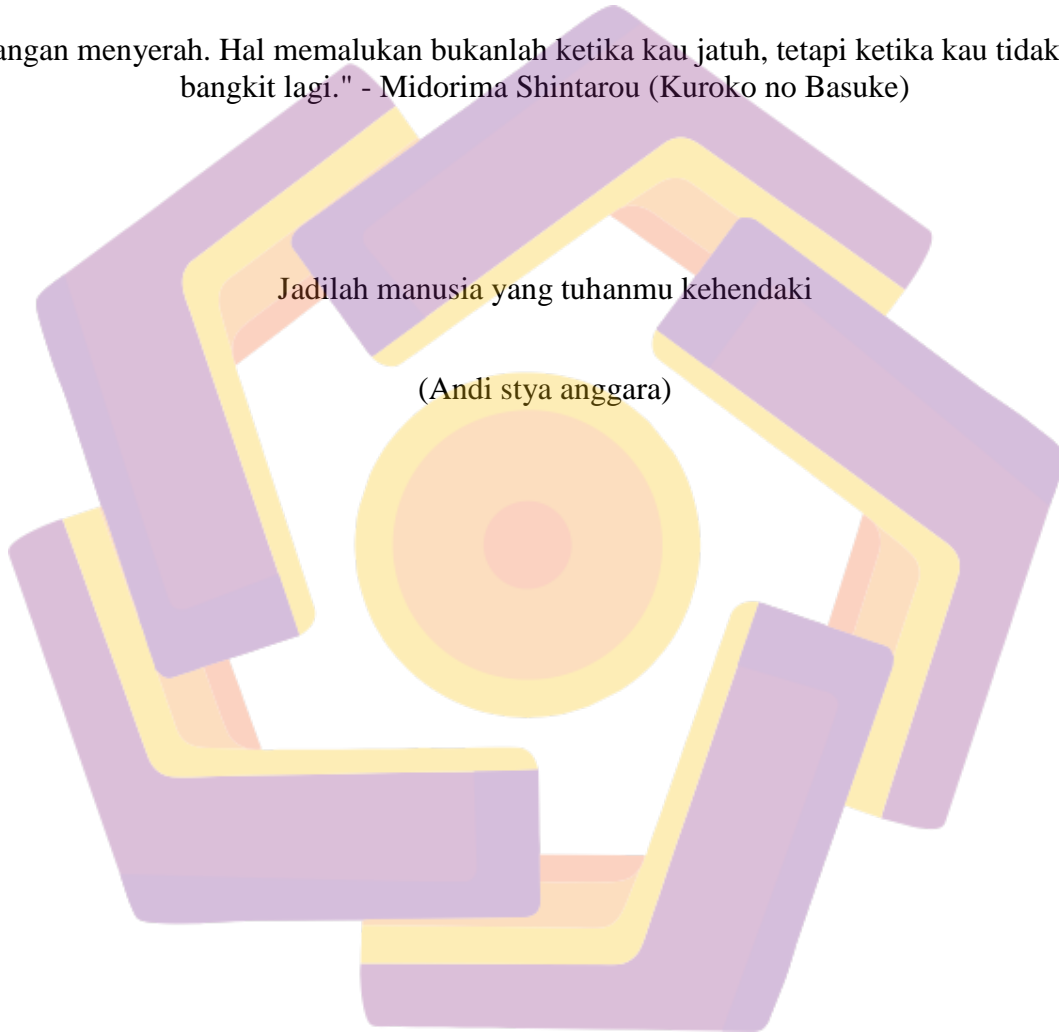 angan menyerah. Hal memalukan bukanlah ketika kau jatuh, tetapi ketika kau tidak
bangkit lagi." - Midorima Shintarou (Kuroko no Basuke)
Jadilah manusia yang tuhanmu kehendaki
(Andi stya anggara)